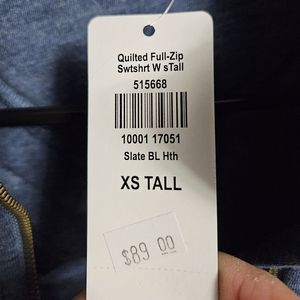 Quilted Full-Zip
Swtshrt W sTall
515668
10001 17051
Slate BL Hth
XS TALL
$89 00